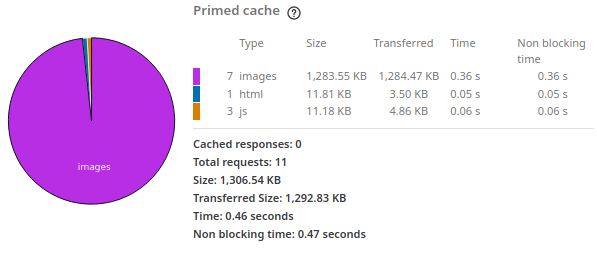 Primed cache ?
Type Size Transferred Time Non blocking time
7 images 1,283.55 KB 1,284.47 KB 0.36 s 0.36 s
1 html 11.81 KB 3.50 KB 0.05 s 0.05 s
3 js 11.18 KB 4.86 KB 0.06 s 0.06 s
images
Cached responses: 0
Total requests: 11
Size: 1,306.54 KB
Transferred Size: 1,292.83 KB
Time: 0.46 seconds
Non blocking time: 0.47 seconds